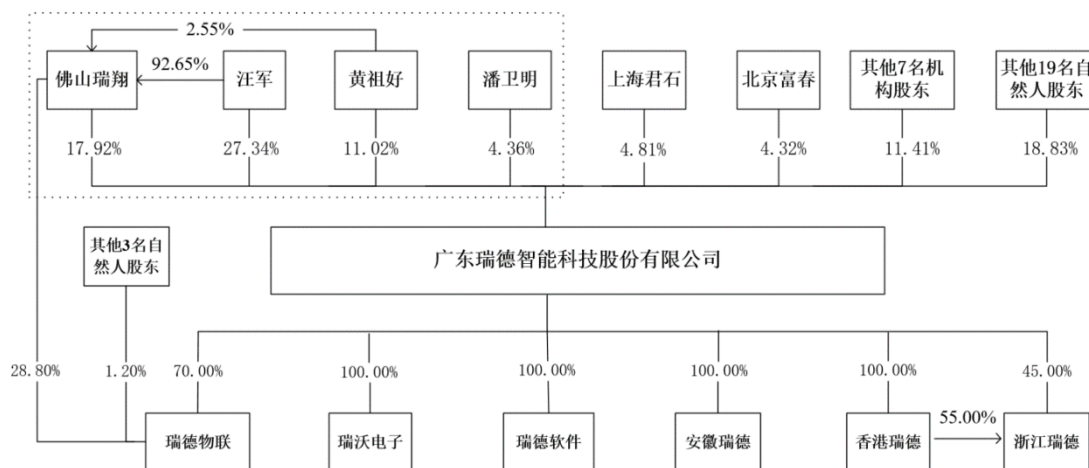 2.55%
佛山瑞翔
92.65%
汪军
黄祖好
潘卫明
上海君石
北京富春
其他7名机
构股东
其他19名自
然人股东
17.92%
27.34%
11.02%
4.36%
4.81%
4.32%
11.41%
18.83%
其他3名自
然人股东
广东瑞德智能科技股份有限公司
28.80%
1.20%
70.00%
100.00%
100.00%
100.00%
100.00%
45.00%
瑞德物联
瑞沃电子
瑞德软件
安徽瑞德
香港瑞德
55.00%
浙江瑞德